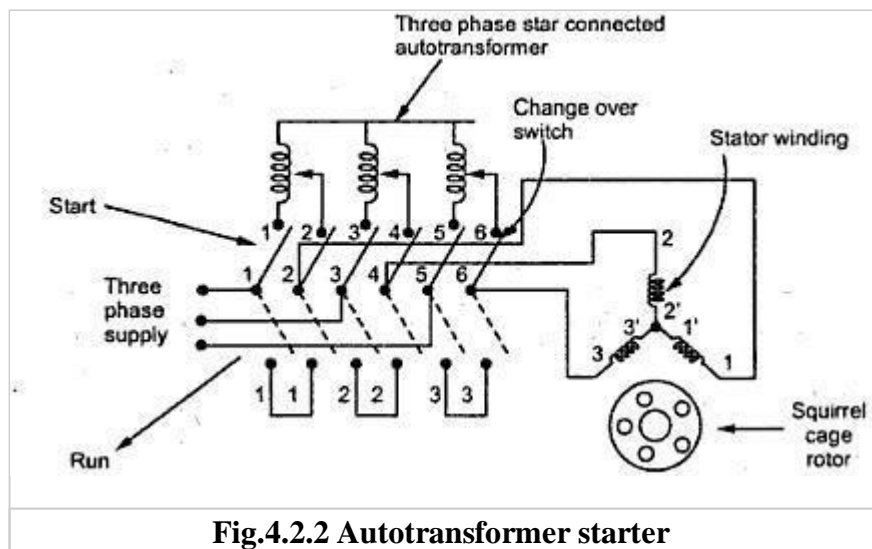 Three phase star connected
autotransformer
Change over
switch
Stator winding
Start
1 2 3 4 5 6
1 2 3 4 5 6
2
2'
3' 1'
3 1
Three
phase
supply
1 1 2 2 3 3
Run
Squirrel
cage
rotor
Fig.4.2.2 Autotransformer starter